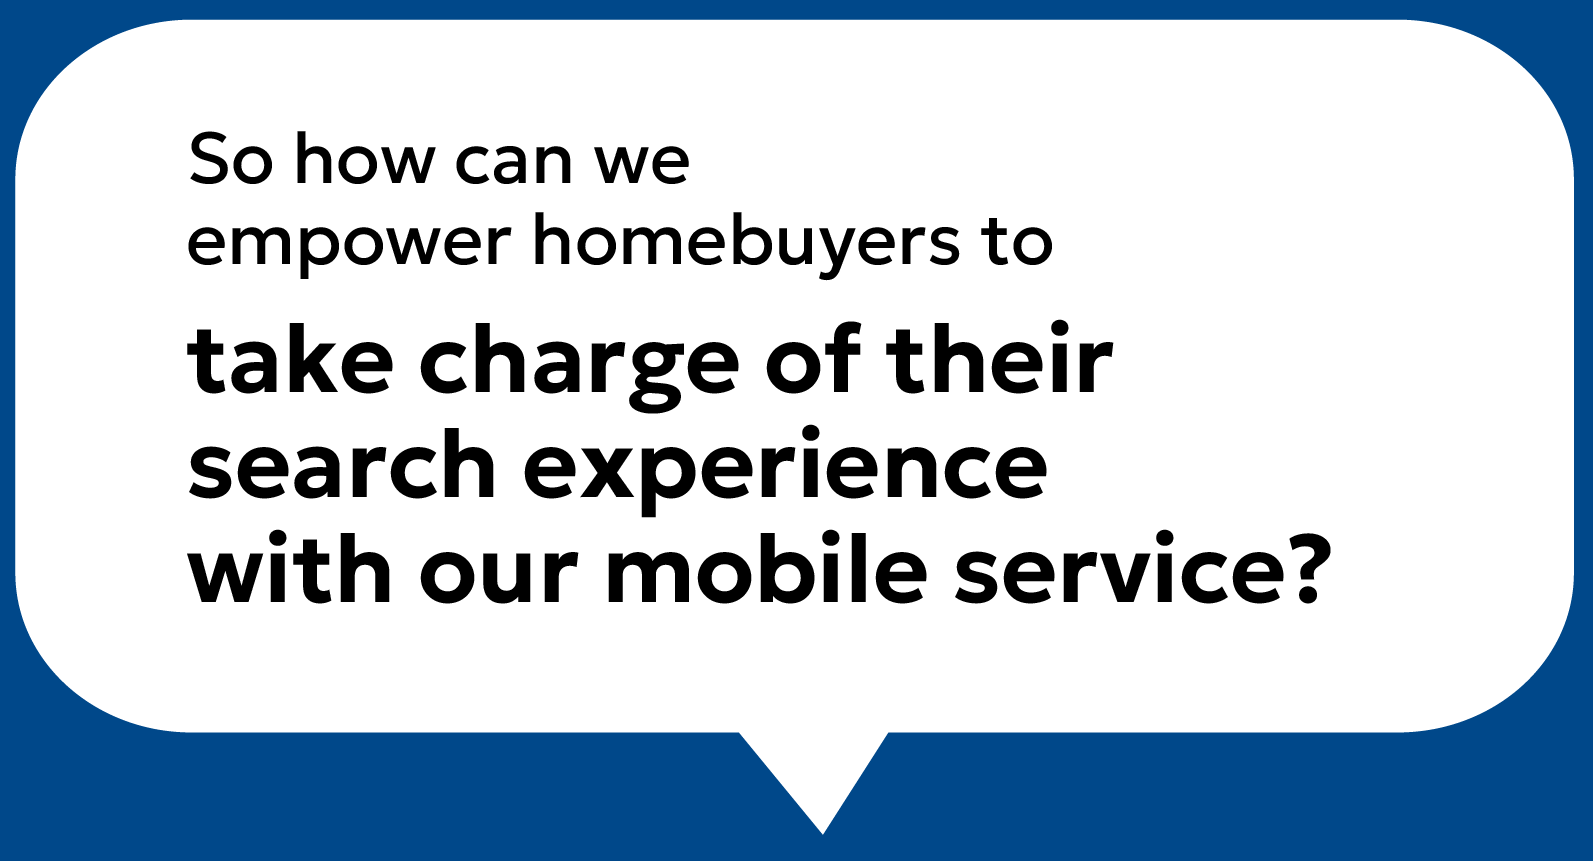 So how can we
empower homebuyers to
take charge of their
search experience
with our mobile service?